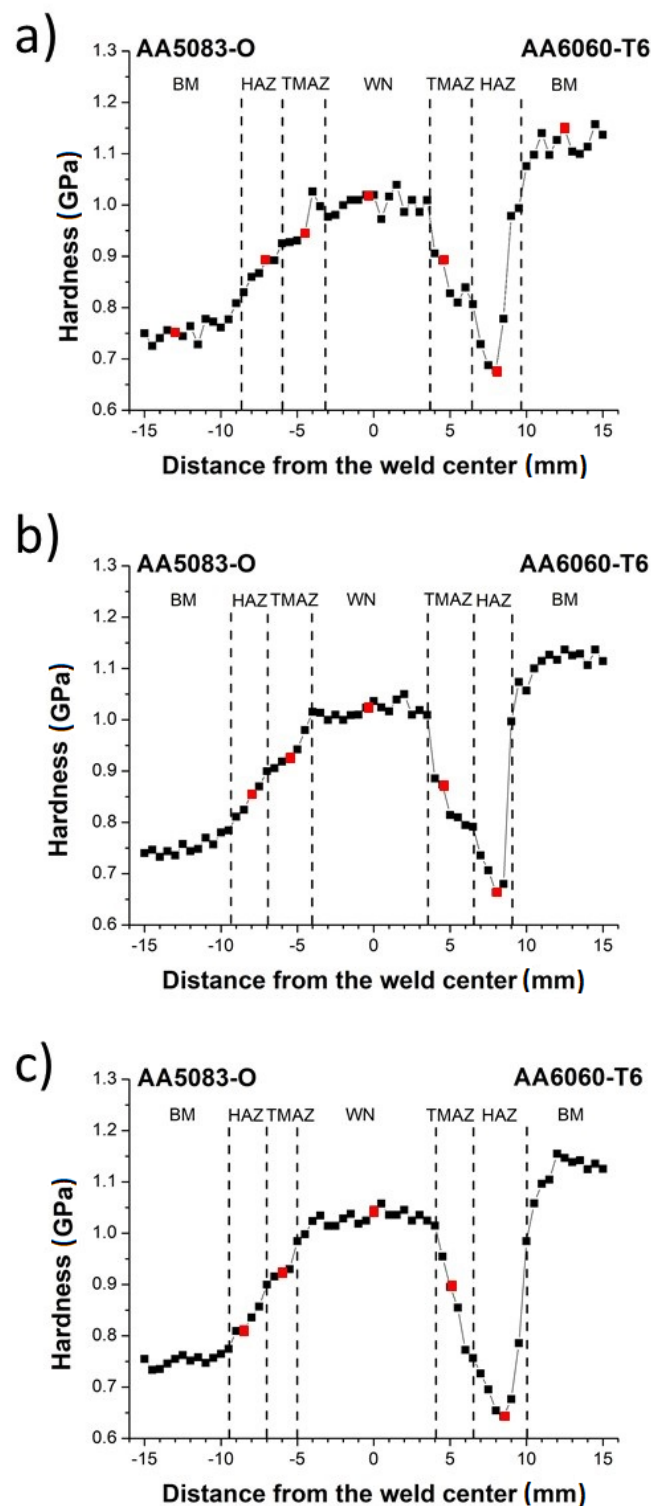 a)
AA5083-O AA6060-T6
BM HAZ TMAZ WN TMAZ HAZ BM
1.3
1.2
1.1
1.0
0.9
0.8
0.7
0.6
Hardness (GPa)
-15 -10 -5 0 5 10 15
Distance from the weld center (mm)
b)
AA5083-O AA6060-T6
BM HAZ TMAZ WN TMAZ HAZ BM
1.3
1.2
1.1
1.0
0.9
0.8
0.7
0.6
Hardness (GPa)
-15 -10 -5 0 5 10 15
Distance from the weld center (mm)
c)
AA5083-O AA6060-T6
BM HAZ TMAZ WN TMAZ HAZ BM
1.3
1.2
1.1
1.0
0.9
0.8
0.7
0.6
Hardness (GPa)
-15 -10 -5 0 5 10 15
Distance from the weld center (mm)